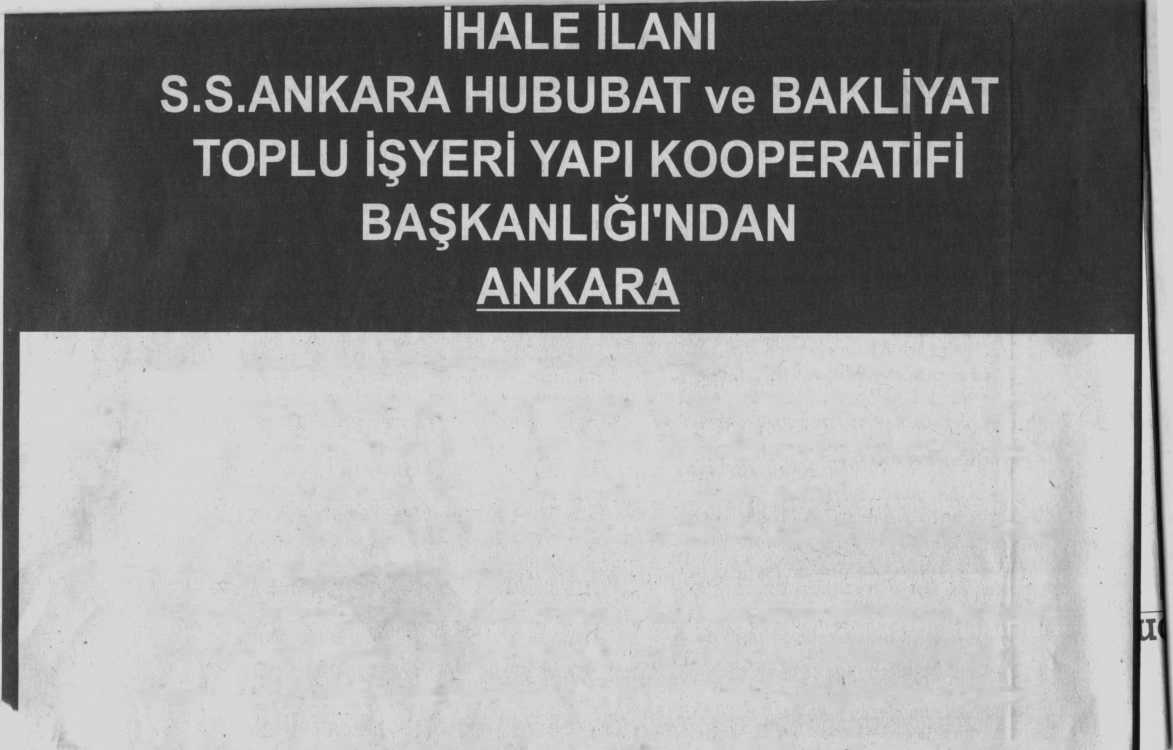 İHALE İLANI
S.S.ANKARA HUBUBAT ve BAKLİYAT
TOPLU İŞYERİ YAPI KOOPERATİFİ
BAŞKANLIĞI'NDAN
ANKARA